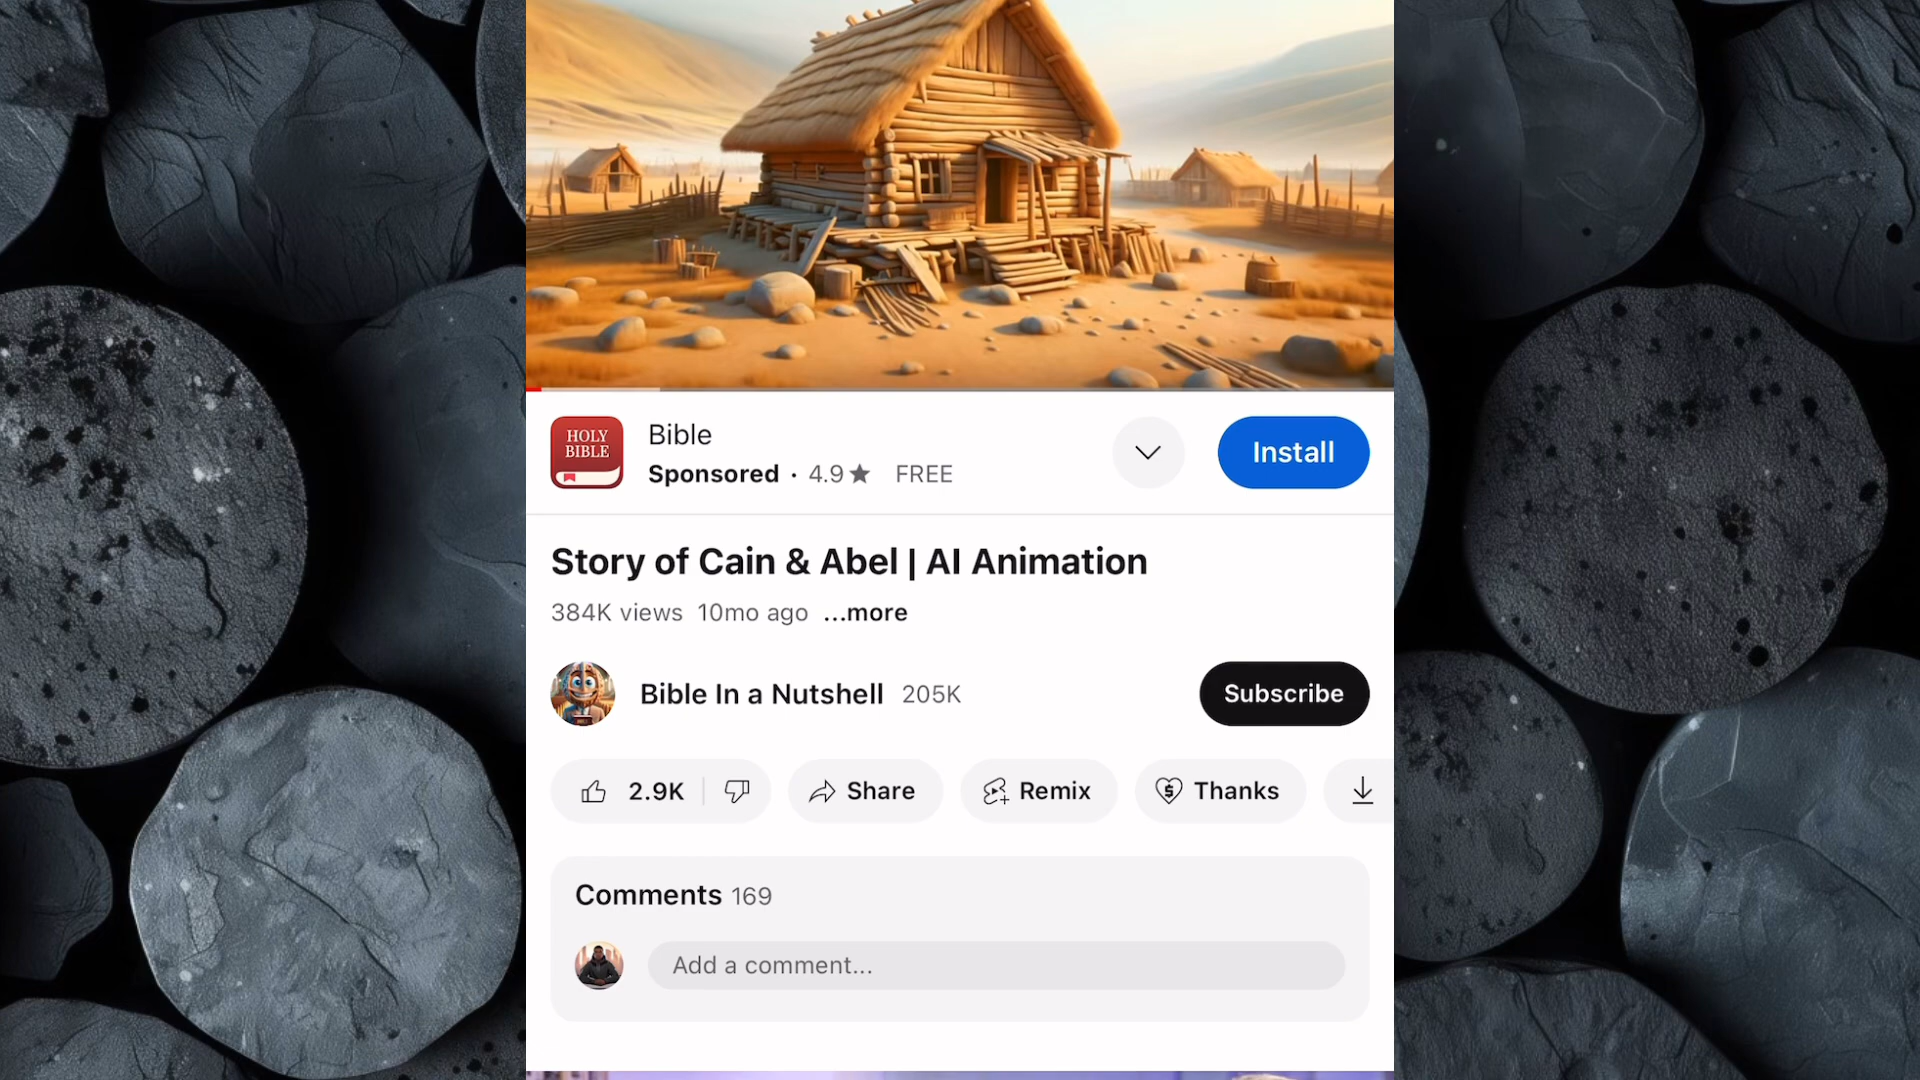 HOLY
BIBLE
Bible
Sponsored · 4.9★ FREE
Install
Story of Cain & Abel | AI Animation
384K views 10mo ago ...more
Bible In a Nutshell 205K
Subscribe
2.9K
Share
Remix
Thanks
Comments 169
Add a comment...